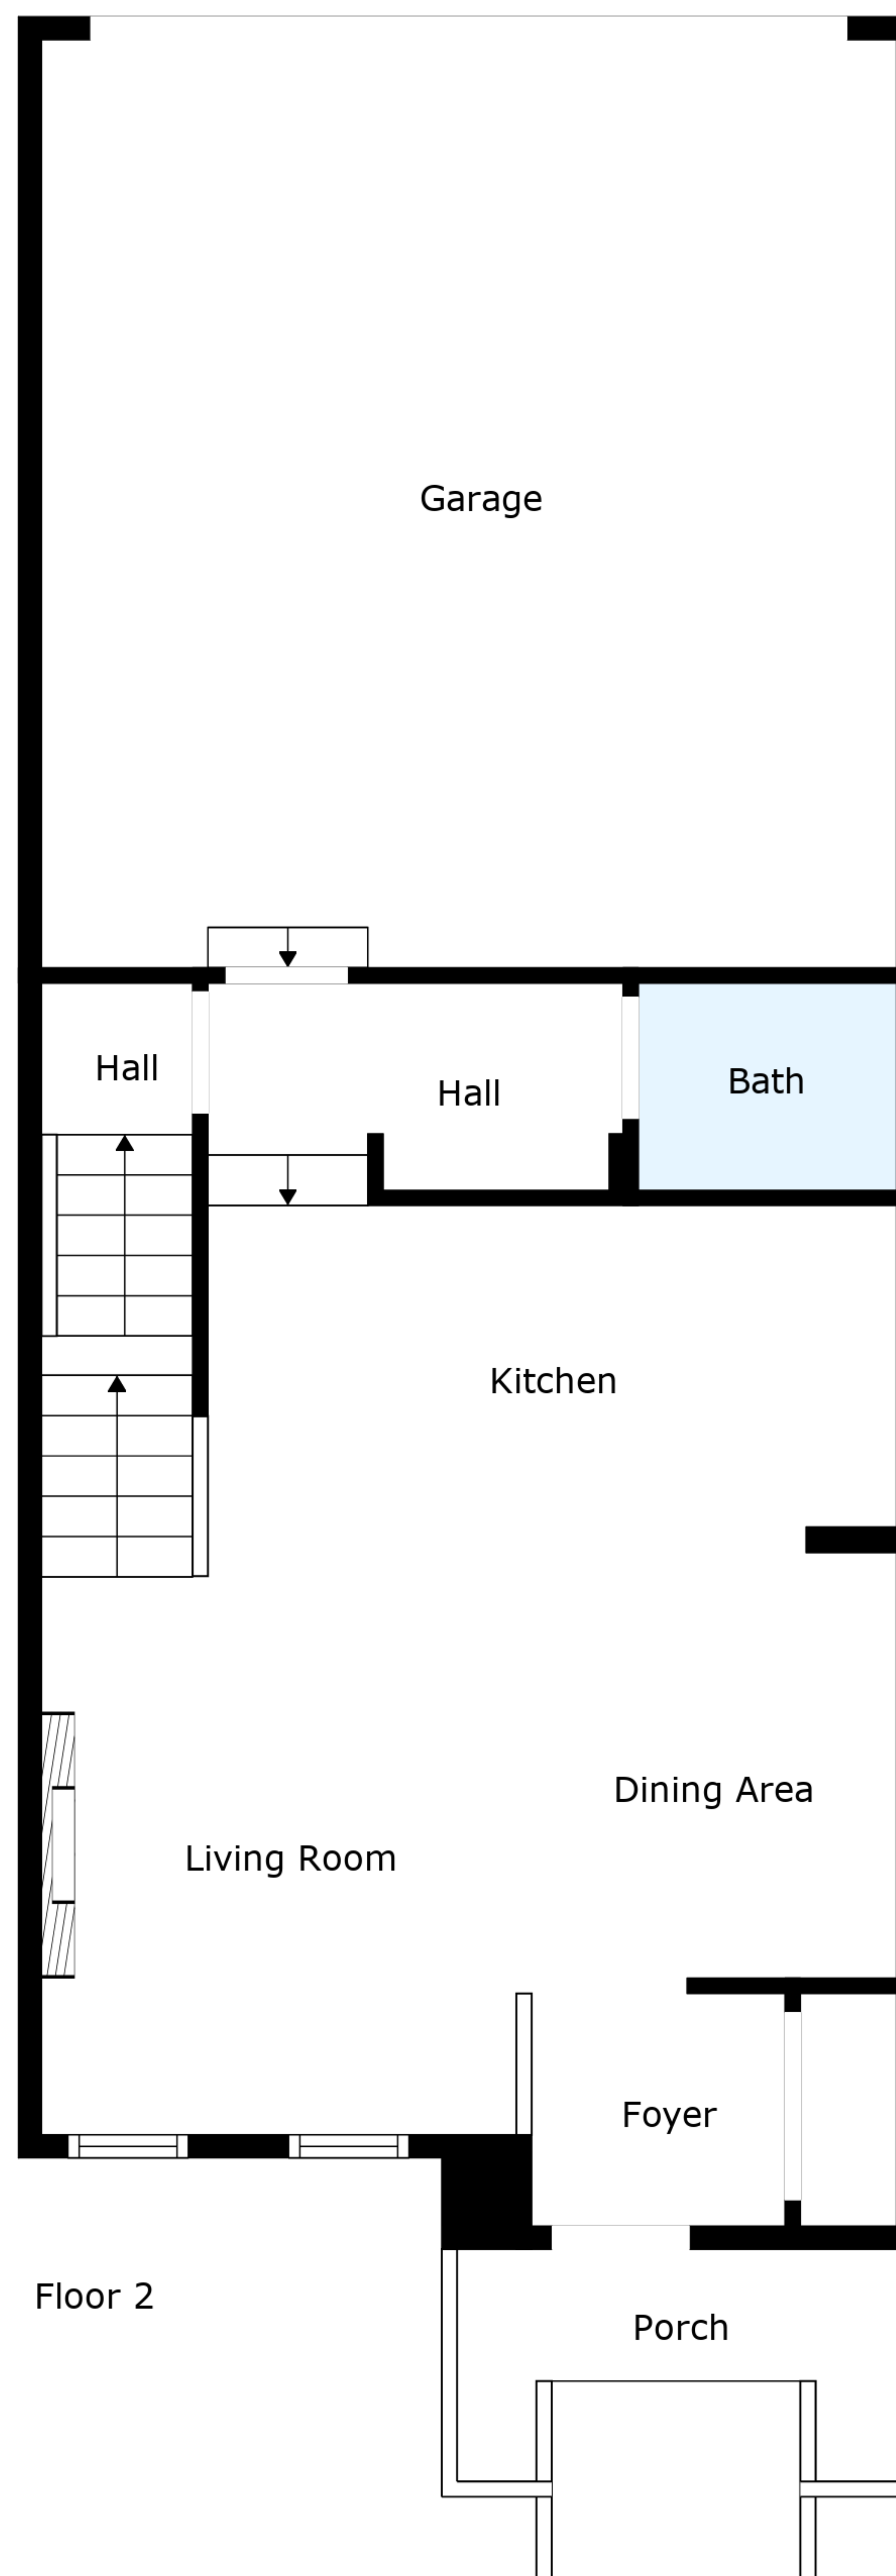 Garage
Hall
Hall
Bath
Kitchen
Dining Area
Living Room
Foyer
Floor 2
Porch